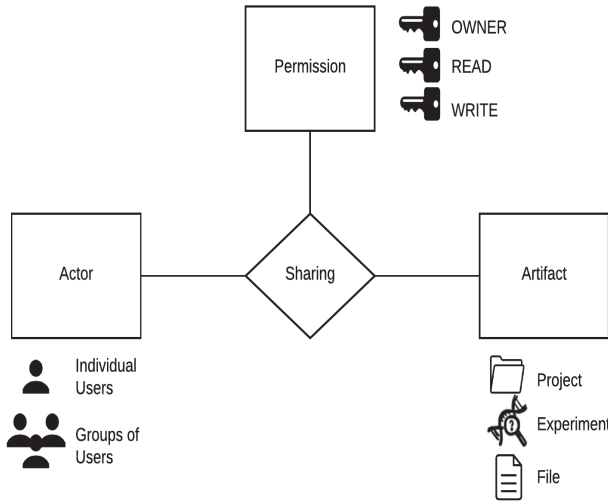 Permission
OWNER
READ
WRITE
Actor
Sharing
Artifact
Individual
Users
Groups of
Users
Project
Experiment
File
?